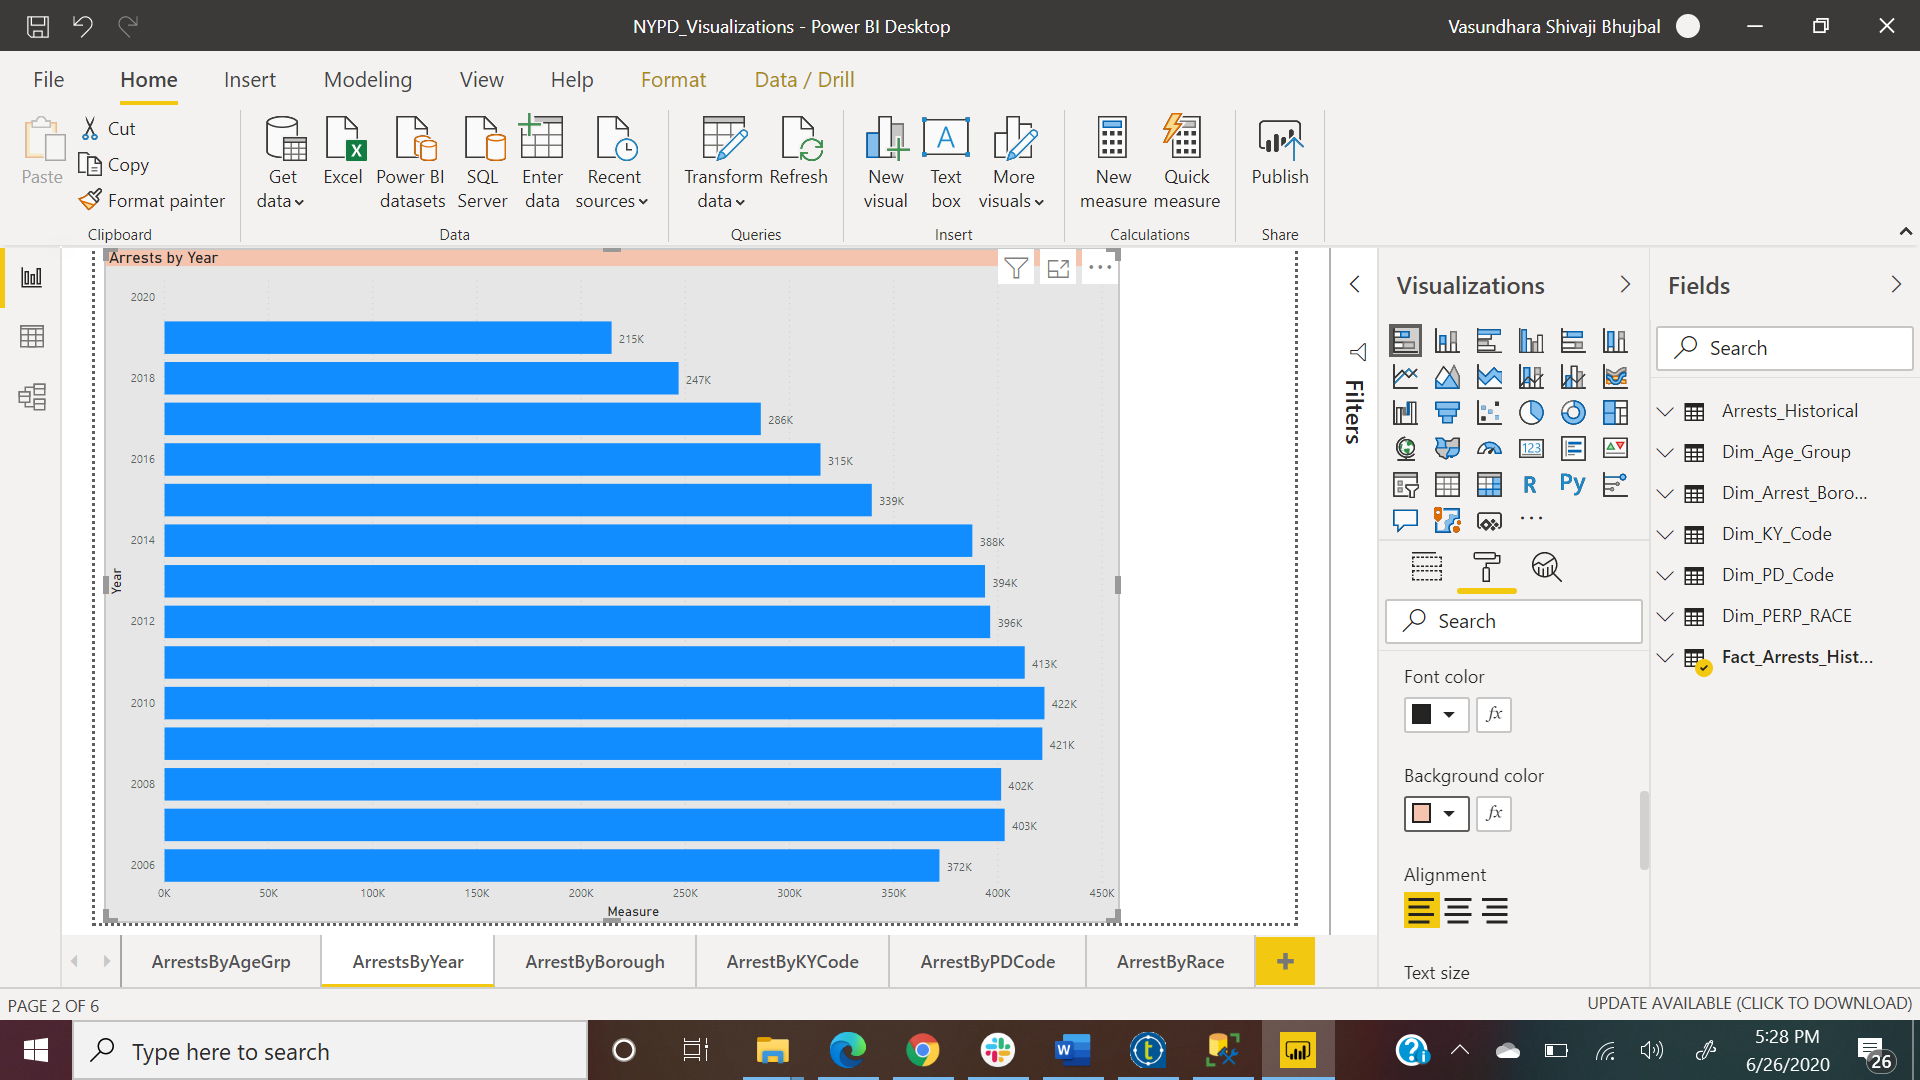 NYPD_Visualizations - Power BI Desktop
Vasundhara Shivaji Bhujbal
File Home Insert Modeling View Help Format Data / Drill
Paste
Cut
Copy
Format painter
Clipboard
Get data
Excel
Power BI datasets
SQL Server
Enter data
Recent sources
Data
Transform data
Refresh
Queries
New visual
Text box
A
More visuals
Insert
New measure
Quick measure
Calculations
Publish
Share
Arrests by Year
2020
215K
2018
247K
286K
2016
315K
339K
2014
388K
394K
2012
396K
413K
2010
422K
421K
2008
402K
403K
2006
372K
Year
0K 50K 100K 150K 200K 250K 300K 350K 400K 450K
Measure
Filters
Visualizations
123
R
Py
Search
Font color
fx
Background color
fx
Alignment
Text size
Fields
Search
Arrests_Historical
Dim_Age_Group
Dim_Arrest_Boro...
Dim_KY_Code
Dim_PD_Code
Dim_PERP_RACE
Fact_Arrests_Hist...
ArrestsByAgeGrp ArrestsByYear ArrestByBorough ArrestByKYCode ArrestByPDCode ArrestByRace
PAGE 2 OF 6
UPDATE AVAILABLE (CLICK TO DOWNLOAD)
Type here to search
5:28 PM
6/26/2020
26